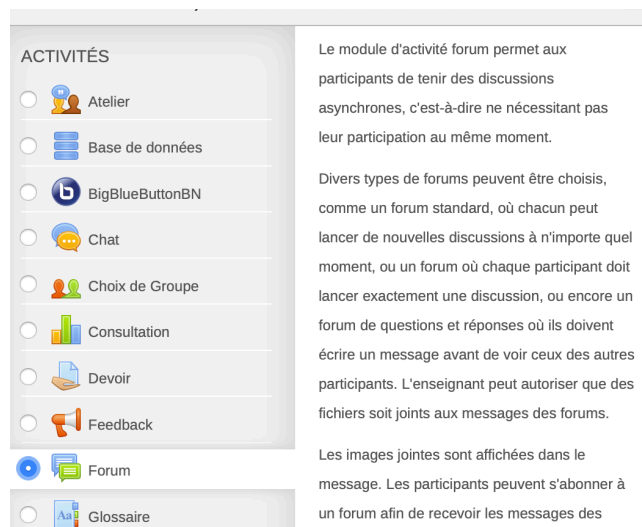 ACTIVITÉS
Atelier
Base de données
BigBlueButtonBN
Chat
Choix de Groupe
Consultation
Devoir
Feedback
Forum
Aa
Glossaire
Le module d'activité forum permet aux
participants de tenir des discussions
asynchrones, c'est-à-dire ne nécessitant pas
leur participation au même moment.
Divers types de forums peuvent être choisis,
comme un forum standard, où chacun peut
lancer de nouvelles discussions à n'importe quel
moment, ou un forum où chaque participant doit
lancer exactement une discussion, ou encore un
forum de questions et réponses où ils doivent
écrire un message avant de voir ceux des autres
participants. L'enseignant peut autoriser que des
fichiers soit joints aux messages des forums.
Les images jointes sont affichées dans le
message. Les participants peuvent s'abonner à
un forum afin de recevoir les messages des